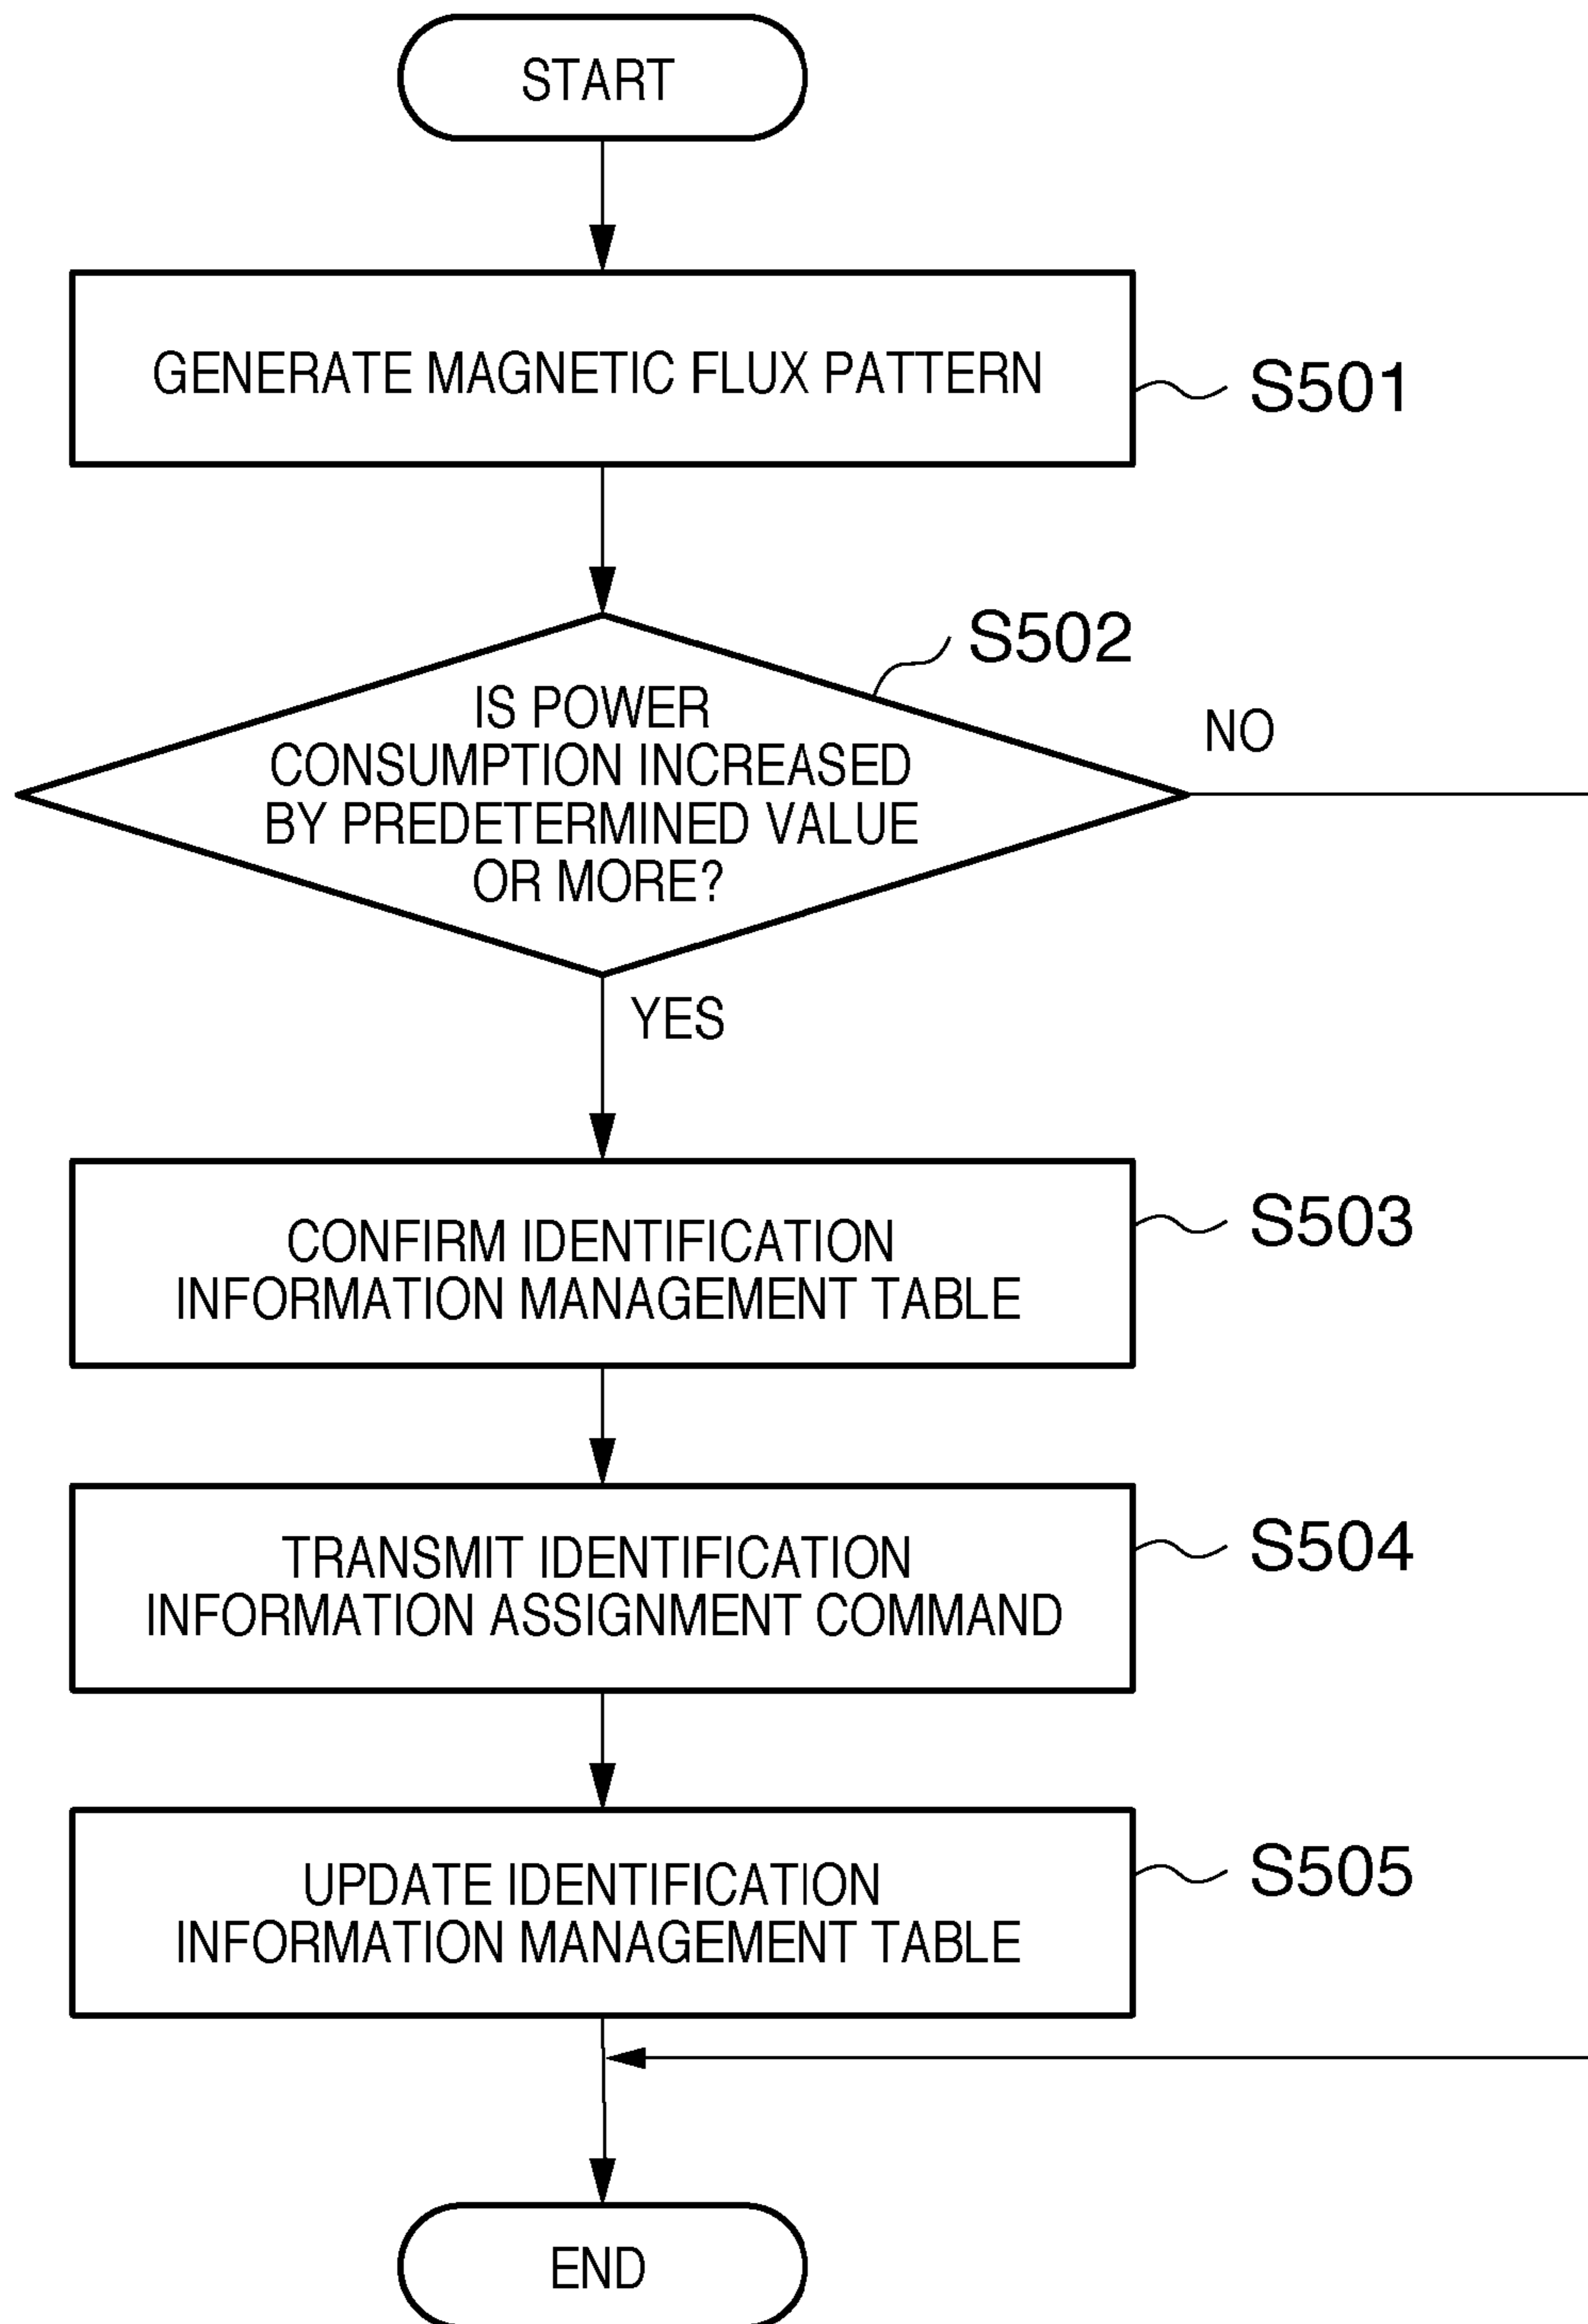 START
GENERATE MAGNETIC FLUX PATTERN
S501
S502
IS POWER
CONSUMPTION INCREASED
BY PREDETERMINED VALUE
OR MORE?
NO
YES
CONFIRM IDENTIFICATION
INFORMATION MANAGEMENT TABLE
S503
TRANSMIT IDENTIFICATION
INFORMATION ASSIGNMENT COMMAND
S504
UPDATE IDENTIFICATION
INFORMATION MANAGEMENT TABLE
S505
END